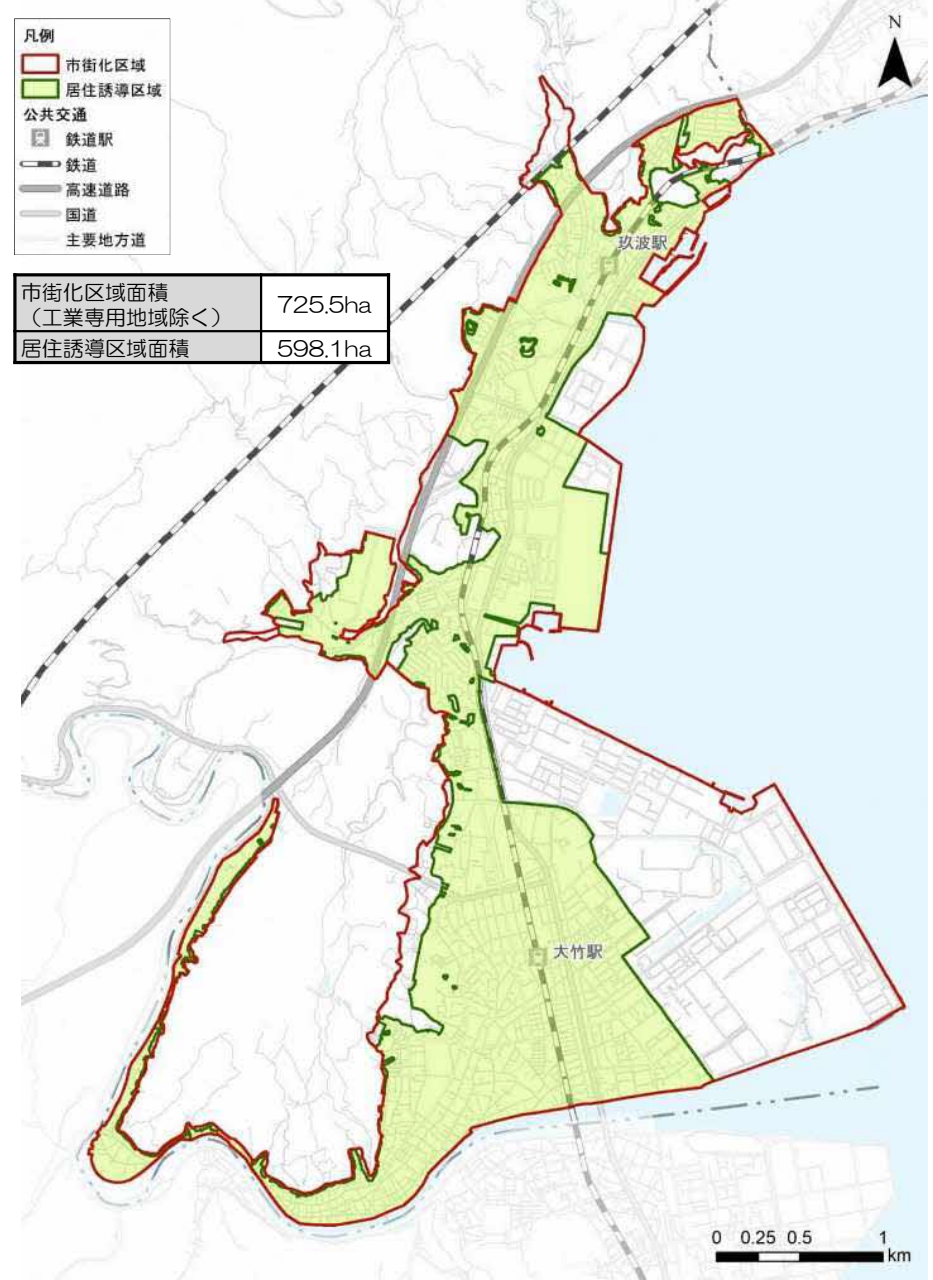 凡例
市街化区域
居住誘導区域
公共交通
鉄道駅
鉄道
高速道路
国道
主要地方道
市街化区域面積
（工業専用地域除く）
725.5ha
居住誘導区域面積
598.1ha
N
玖波駅
大竹駅
0 0.25 0.5 1
km